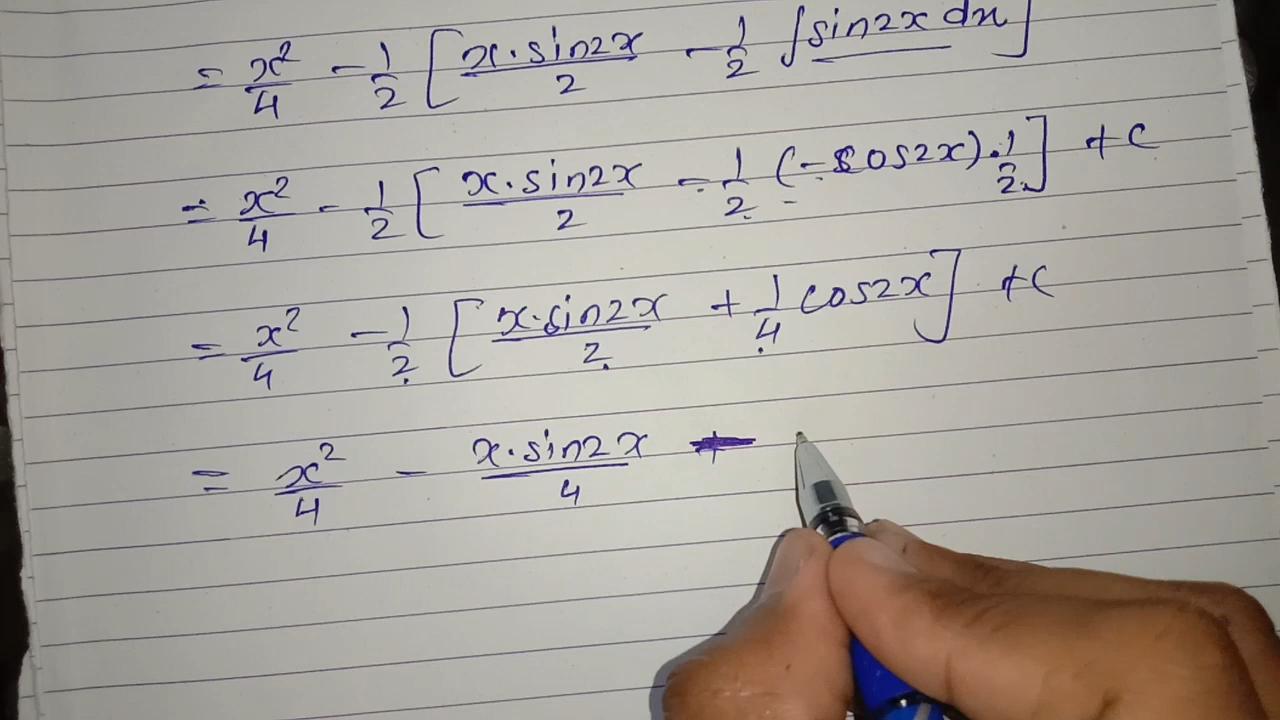 = x²/4 - 1/2 [ x·sin2x/2 - 1/2 ∫sin2x dx ]
= x²/4 - 1/2 [ x·sin2x/2 - 1/2 (-cos2x)·1/2 ] + c
= x²/4 - 1/2 [ x·sin2x/2 + 1/4 cos2x ] + c
= x²/4 - x·sin2x/4 -